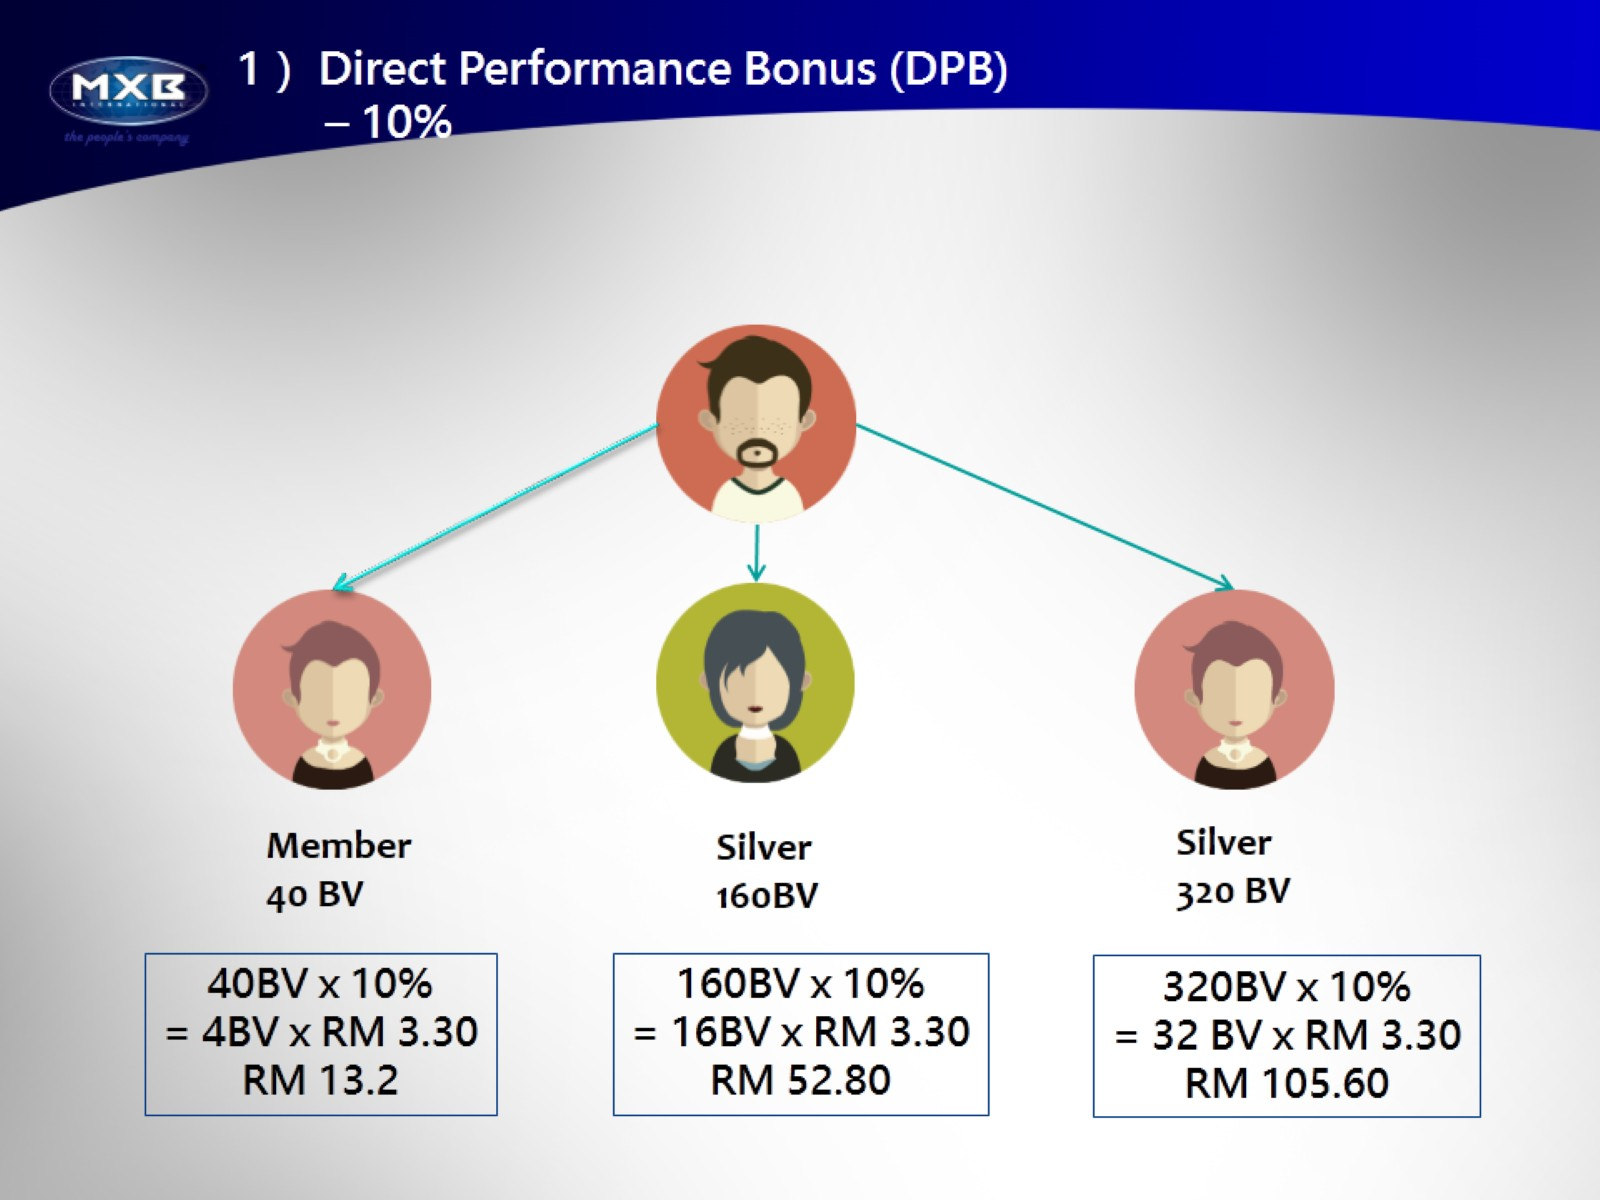 MXB
INTERNATIONAL
the people's company
1 ) Direct Performance Bonus (DPB)
– 10%
Member
40 BV
Silver
160BV
Silver
320 BV
40BV x 10%
= 4BV x RM 3.30
RM 13.2
160BV x 10%
= 16BV x RM 3.30
RM 52.80
320BV x 10%
= 32 BV x RM 3.30
RM 105.60